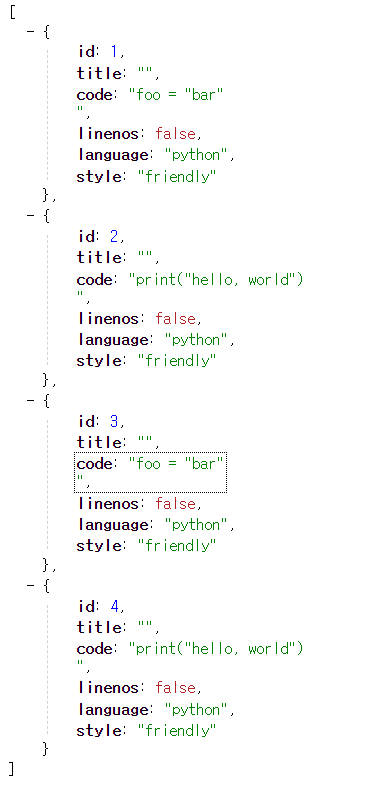 [
- {
id: 1,
title: "",
code: "foo = "bar"
",
linenos: false,
language: "python",
style: "friendly"
},
- {
id: 2,
title: "",
code: "print("hello, world")
",
linenos: false,
language: "python",
style: "friendly"
},
- {
id: 3,
title: "",
code: "foo = "bar"
",
linenos: false,
language: "python",
style: "friendly"
},
- {
id: 4,
title: "",
code: "print("hello, world")
",
linenos: false,
language: "python",
style: "friendly"
}
]